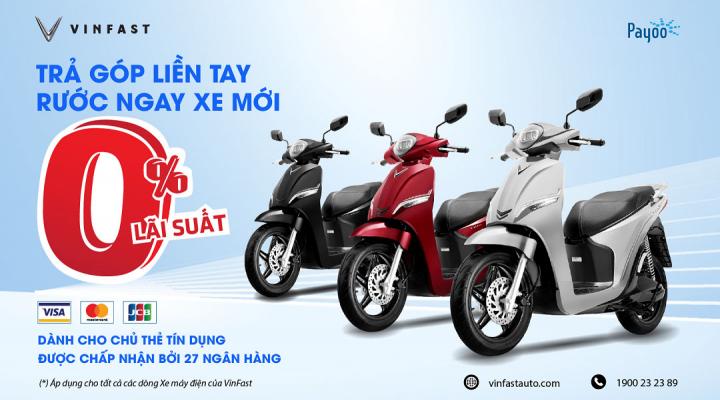 VINFAST
Payoo
TRẢ GÓP LIỀN TAY
RƯỚC NGAY XE MỚI
0%
LÃI SUẤT
VISA
mastercard
JCB
DÀNH CHO CHỦ THẺ TÍN DỤNG
ĐƯỢC CHẤP NHẬN BỞI 27 NGÂN HÀNG
(*) Áp dụng cho tất cả các dòng Xe máy điện của VinFast
vinfastauto.com
1900 23 23 89